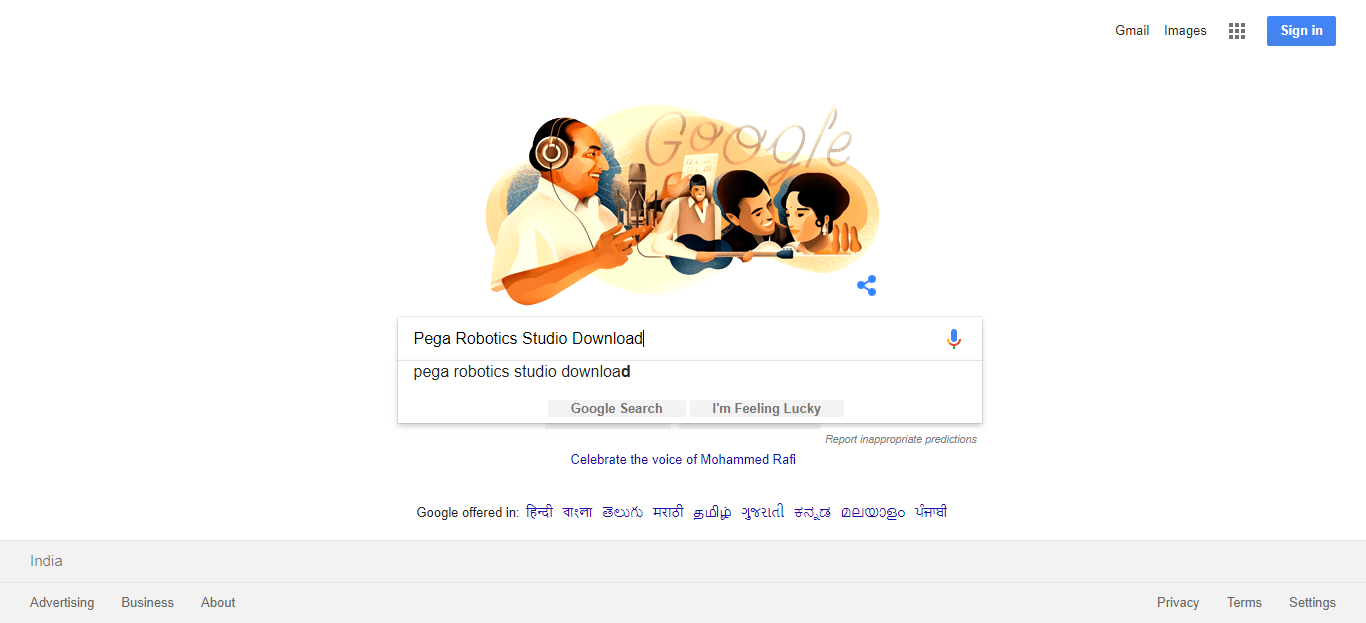 Gmail Images Sign in
Google
Pega Robotics Studio Download
pega robotics studio download
Google Search I'm Feeling Lucky
Report inappropriate predictions
Celebrate the voice of Mohammed Rafi
Google offered in: हिन्दी বাংলা తెలుగు मराठी தமிழ் ગુજરાતી ಕನ್ನಡ മലയാളം ਪੰਜਾਬੀ
India
Advertising Business About Privacy Terms Settings